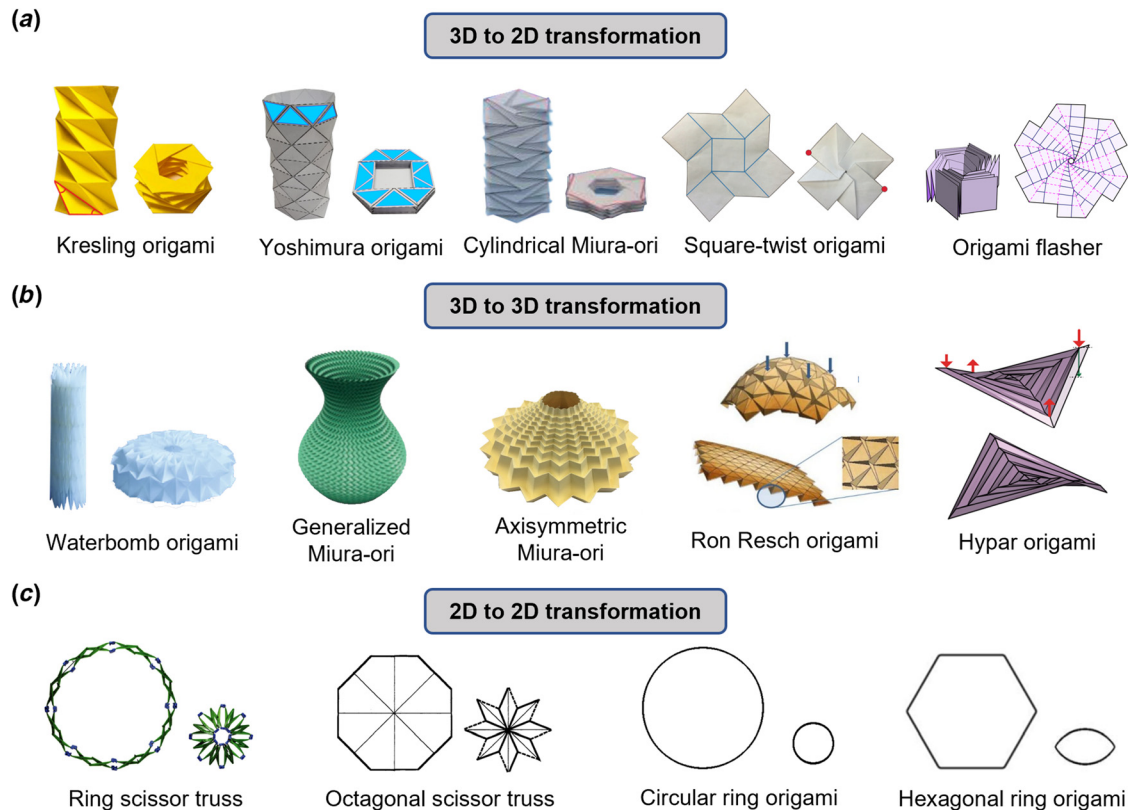 (a)
3D to 2D transformation
Kresling origami
Yoshimura origami
Cylindrical Miura-ori
Square-twist origami
Origami flasher
(b)
3D to 3D transformation
Waterbomb origami
Generalized
Miura-ori
Axisymmetric
Miura-ori
Ron Resch origami
Hypar origami
(c)
2D to 2D transformation
Ring scissor truss
Octagonal scissor truss
Circular ring origami
Hexagonal ring origami